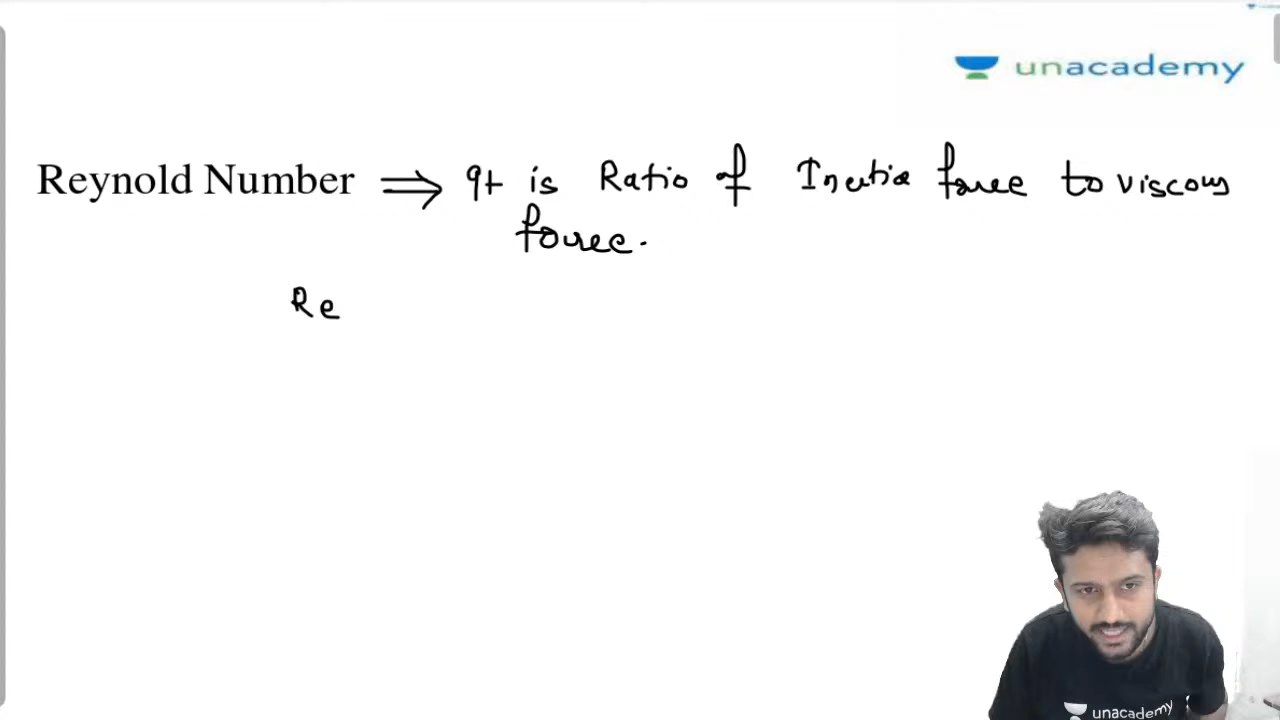 unacademy
Reynold Number ⇒ It is Ratio of Inertia force to viscous
force.
Re
unacademy